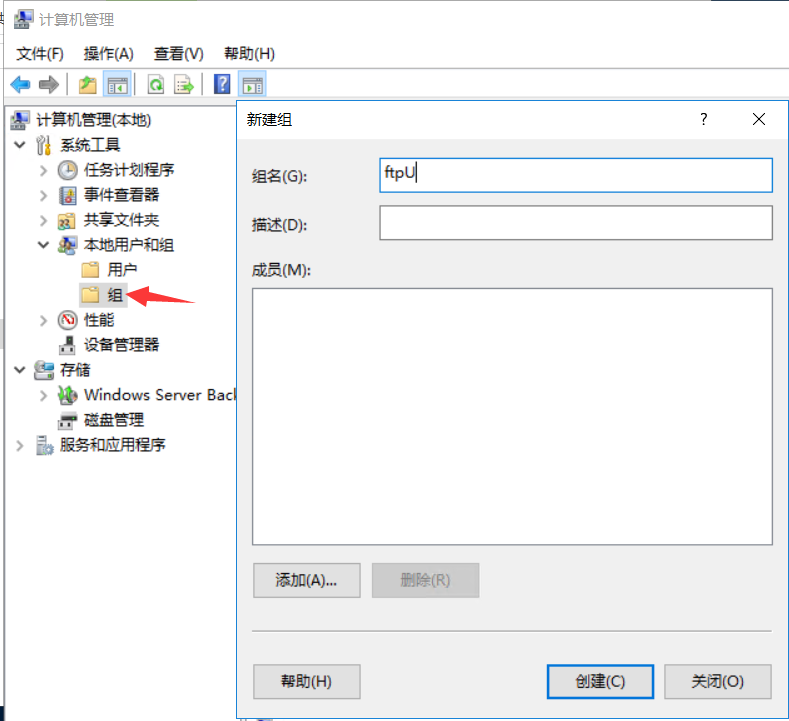 计算机管理
文件(F) 操作(A) 查看(V) 帮助(H)
计算机管理(本地)
系统工具
任务计划程序
事件查看器
共享文件夹
本地用户和组
用户
组
性能
设备管理器
存储
Windows Server Back
磁盘管理
服务和应用程序
新建组
组名(G):
ftpU
描述(D):
成员(M):
添加(A)... 删除(R)
帮助(H) 创建(C) 关闭(O)